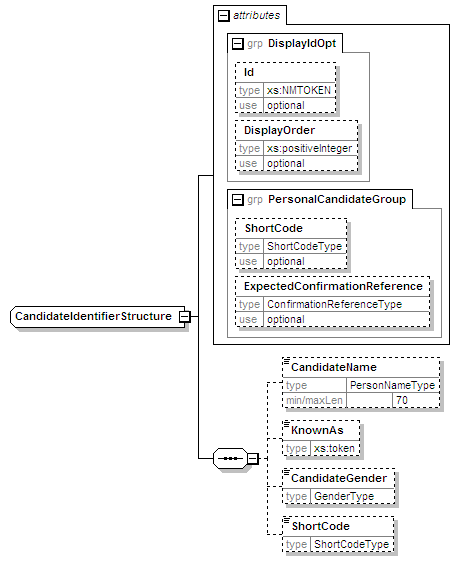 attributes
grp DisplayIdOpt
Id
type xs:NMTOKEN
use optional
DisplayOrder
type xs:positiveInteger
use optional
grp PersonalCandidateGroup
ShortCode
type ShortCodeType
use optional
ExpectedConfirmationReference
type ConfirmationReferenceType
use optional
CandidateIdentifierStructure
CandidateName
type PersonNameType
min/maxLen 70
KnownAs
type xs:token
CandidateGender
type GenderType
ShortCode
type ShortCodeType